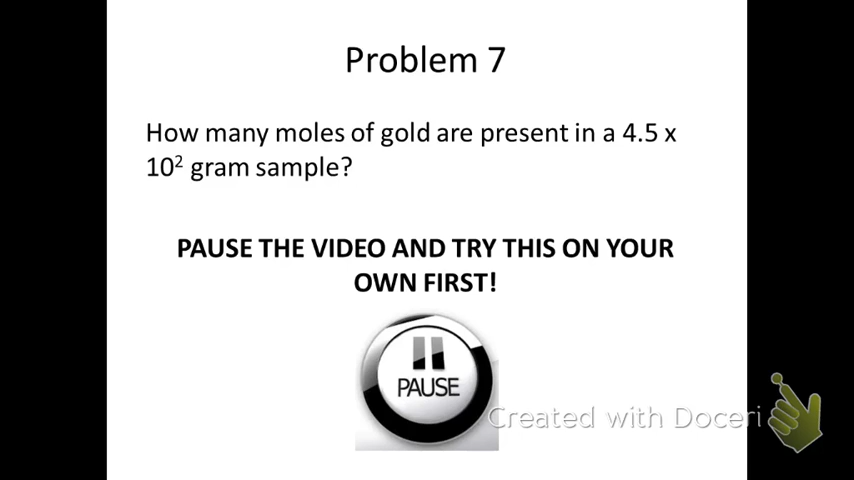 Problem 7
How many moles of gold are present in a 4.5 x
10² gram sample?
PAUSE THE VIDEO AND TRY THIS ON YOUR
OWN FIRST!
PAUSE
Created with Doceri